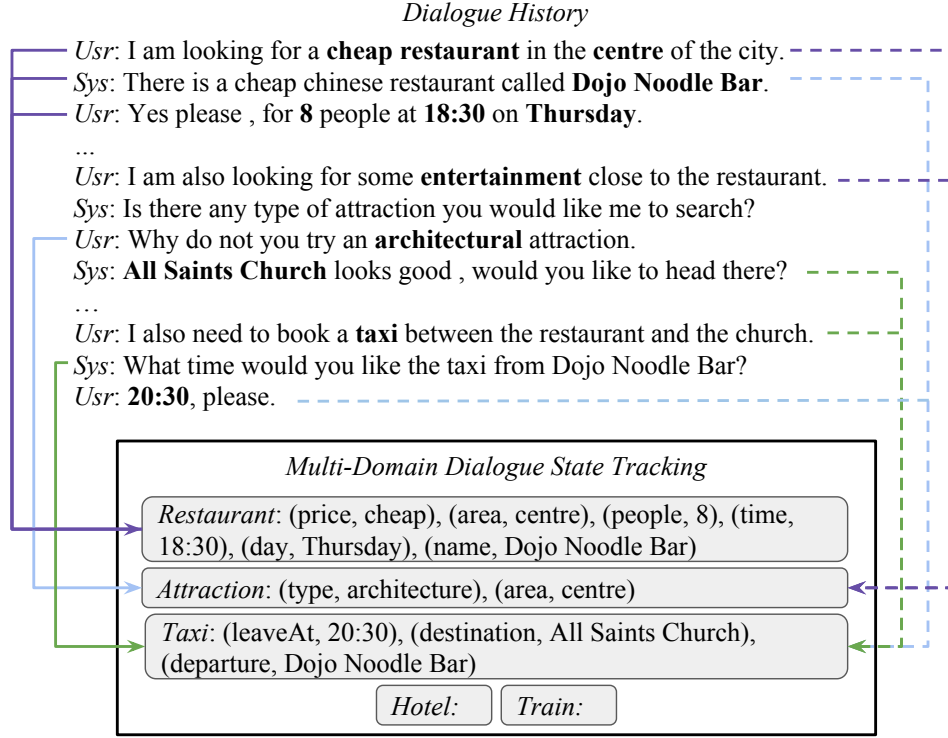 Dialogue History
Usr: I am looking for a cheap restaurant in the centre of the city.
Sys: There is a cheap chinese restaurant called Dojo Noodle Bar.
Usr: Yes please , for 8 people at 18:30 on Thursday.
...
Usr: I am also looking for some entertainment close to the restaurant.
Sys: Is there any type of attraction you would like me to search?
Usr: Why do not you try an architectural attraction.
Sys: All Saints Church looks good , would you like to head there?
...
Usr: I also need to book a taxi between the restaurant and the church.
Sys: What time would you like the taxi from Dojo Noodle Bar?
Usr: 20:30, please.
Multi-Domain Dialogue State Tracking
Restaurant: (price, cheap), (area, centre), (people, 8), (time,
18:30), (day, Thursday), (name, Dojo Noodle Bar)
Attraction: (type, architecture), (area, centre)
Taxi: (leaveAt, 20:30), (destination, All Saints Church),
(departure, Dojo Noodle Bar)
Hotel: Train: